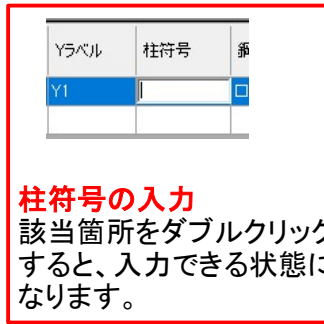 Yラベル 柱符号 鋼
Y1
柱符号の入力
該当箇所をダブルクリック
すると、入力できる状態に
なります。